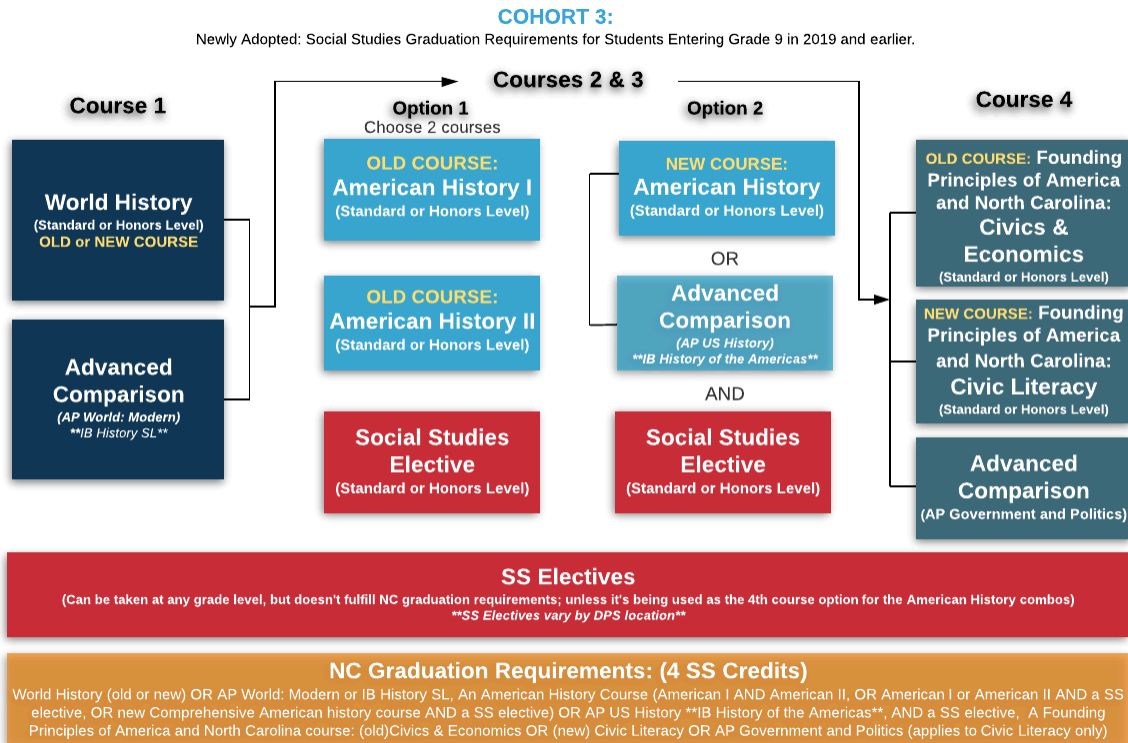 COHORT 3:
Newly Adopted: Social Studies Graduation Requirements for Students Entering Grade 9 in 2019 and earlier.
Courses 2 & 3
Course 1
World History
(Standard or Honors Level)
OLD or NEW COURSE
Advanced
Comparison
(AP World: Modern)
**IB History SL**
Option 1
Choose 2 courses
OLD COURSE:
American History I
(Standard or Honors Level)
OLD COURSE:
American History II
(Standard or Honors Level)
Social Studies
Elective
(Standard or Honors Level)
Option 2
NEW COURSE:
American History
(Standard or Honors Level)
OR
Advanced
Comparison
(AP US History)
**IB History of the Americas**
AND
Social Studies
Elective
(Standard or Honors Level)
Course 4
OLD COURSE: Founding
Principles of America
and North Carolina:
Civics &
Economics
(Standard or Honors Level)
NEW COURSE: Founding
Principles of America
and North Carolina:
Civic Literacy
(Standard or Honors Level)
Advanced
Comparison
(AP Government and Politics)
SS Electives
(Can be taken at any grade level, but doesn't fulfill NC graduation requirements; unless it's being used as the 4th course option for the American History combos)
**SS Electives vary by DPS location**
NC Graduation Requirements: (4 SS Credits)
World History (old or new) OR AP World: Modern or IB History SL, An American History Course (American I AND American II, OR American I or American II AND a SS
elective, OR new Comprehensive American history course AND a SS elective) OR AP US History **IB History of the Americas**, AND a SS elective, A Founding
Principles of America and North Carolina course: (old)Civics & Economics OR (new) Civic Literacy OR AP Government and Politics (applies to Civic Literacy only)